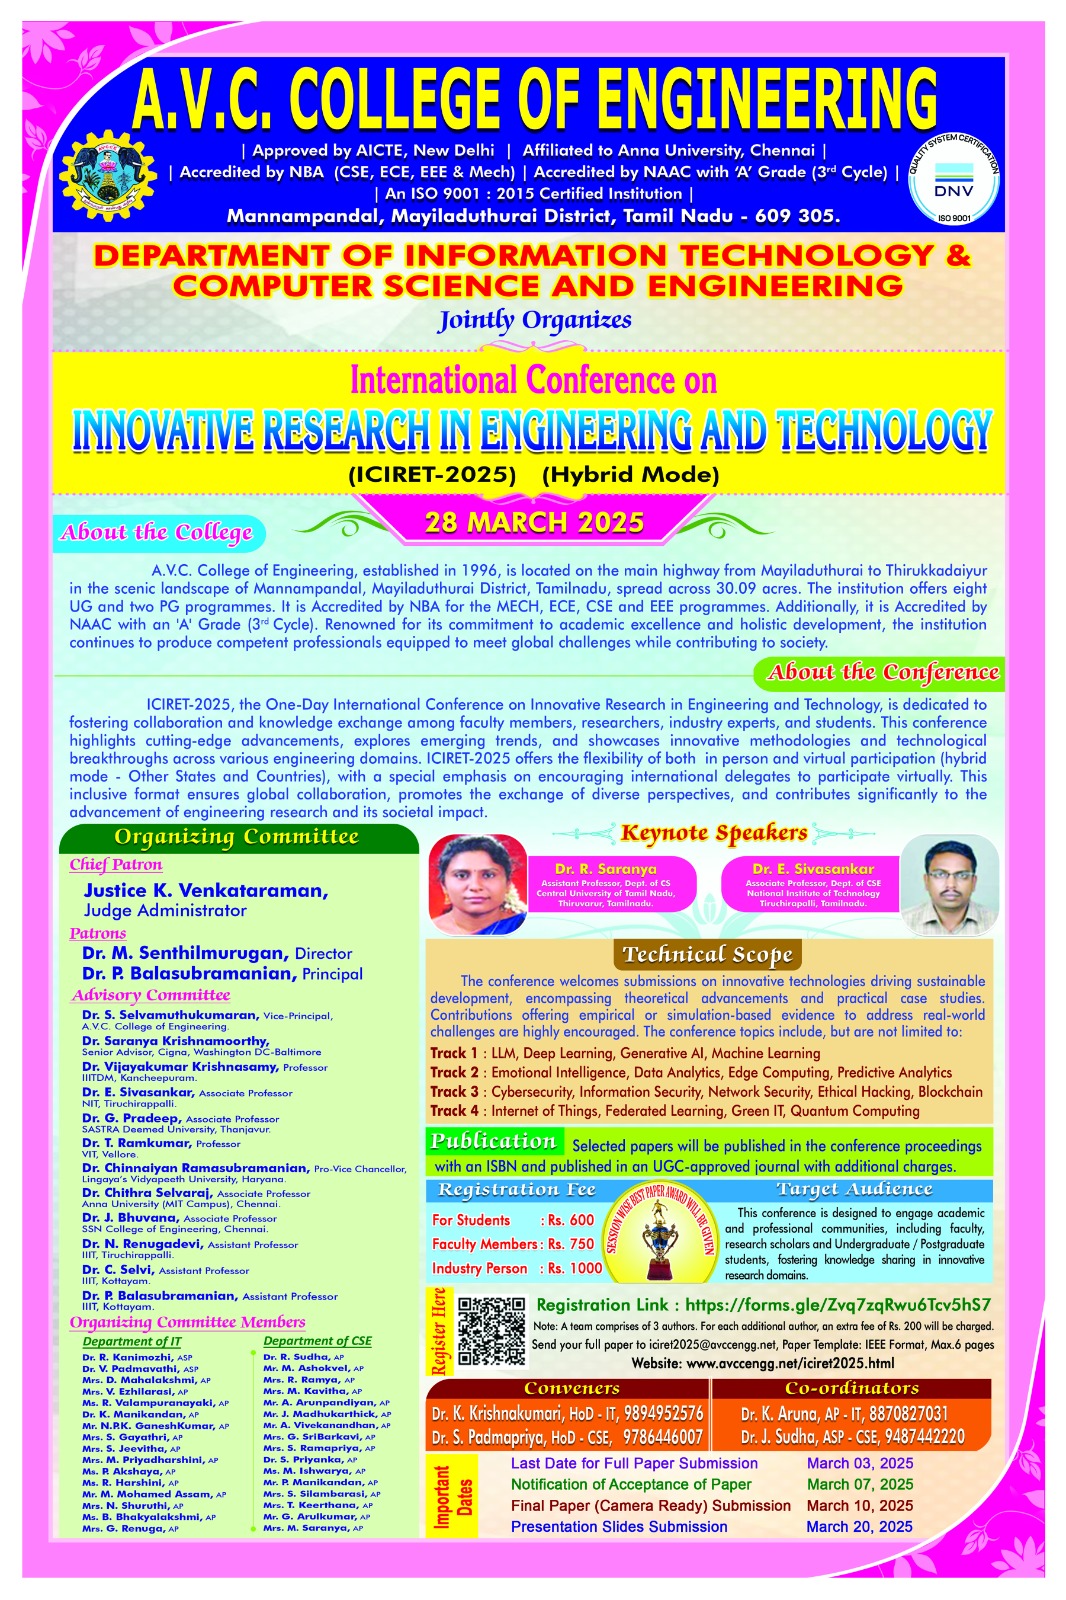 A.V.C. COLLEGE OF ENGINEERING
| Approved by AICTE, New Delhi | Affiliated to Anna University, Chennai |
| Accredited by NBA (CSE, ECE, EEE & Mech) | Accredited by NAAC with ‘A’ Grade (3rd Cycle) |
| An ISO 9001 : 2015 Certified Institution |
Mannampandal, Mayiladuthurai District, Tamil Nadu - 609 305.
A.V.C.C.E
QUALITY SYSTEM CERTIFICATION
DNV
ISO 9001
DEPARTMENT OF INFORMATION TECHNOLOGY &
COMPUTER SCIENCE AND ENGINEERING
Jointly Organizes
International Conference on
INNOVATIVE RESEARCH IN ENGINEERING AND TECHNOLOGY
(ICIRET-2025) (Hybrid Mode)
28 MARCH 2025
About the College
A.V.C. College of Engineering, established in 1996, is located on the main highway from Mayiladuthurai to Thirukkadaiyur
in the scenic landscape of Mannampandal, Mayiladuthurai District, Tamilnadu, spread across 30.09 acres. The institution offers eight
UG and two PG programmes. It is Accredited by NBA for the MECH, ECE, CSE and EEE programmes. Additionally, it is Accredited by
NAAC with an 'A' Grade (3rd Cycle). Renowned for its commitment to academic excellence and holistic development, the institution
continues to produce competent professionals equipped to meet global challenges while contributing to society.
About the Conference
ICIRET-2025, the One-Day International Conference on Innovative Research in Engineering and Technology, is dedicated to
fostering collaboration and knowledge exchange among faculty members, researchers, industry experts, and students. This conference
highlights cutting-edge advancements, explores emerging trends, and showcases innovative methodologies and technological
breakthroughs across various engineering domains. ICIRET-2025 offers the flexibility of both in person and virtual participation (hybrid
mode - Other States and Countries), with a special emphasis on encouraging international delegates to participate virtually. This
inclusive format ensures global collaboration, promotes the exchange of diverse perspectives, and contributes significantly to the
advancement of engineering research and its societal impact.
Organizing Committee
Chief Patron
Justice K. Venkataraman,
Judge Administrator
Patrons
Dr. M. Senthilmurugan, Director
Dr. P. Balasubramanian, Principal
Advisory Committee
Dr. S. Selvamuthukumaran, Vice-Principal,
A.V.C. College of Engineering.
Dr. Saranya Krishnamoorthy,
Senior Advisor, Cigna, Washington DC-Baltimore
Dr. Vijayakumar Krishnasamy, Professor
IIITDM, Kancheepuram.
Dr. E. Sivasankar, Associate Professor
NIT, Tiruchirappalli.
Dr. G. Pradeep, Associate Professor
SASTRA Deemed University, Thanjavur.
Dr. T. Ramkumar, Professor
VIT, Vellore.
Dr. Chinnaiyan Ramasubramanian, Pro-Vice Chancellor,
Lingaya's Vidyapeeth University, Haryana.
Dr. Chithra Selvaraj, Associate Professor
Anna University (MIT Campus), Chennai.
Dr. J. Bhuvana, Associate Professor
SSN College of Engineering, Chennai.
Dr. N. Renugadevi, Assistant Professor
IIIT, Tiruchirappalli.
Dr. C. Selvi, Assistant Professor
IIIT, Kottayam.
Dr. P. Balasubramanian, Assistant Professor
IIIT, Kottayam.
Organizing Committee Members
Department of IT
Dr. R. Kanimozhi, ASP
Dr. V. Padmavathi, ASP
Mrs. D. Mahalakshmi, AP
Mrs. V. Ezhilarasi, AP
Ms. R. Valampuranayaki, AP
Dr. K. Manikandan, AP
Mr. N.P.K. GaneshKumar, AP
Mrs. S. Gayathri, AP
Mrs. S. Jeevitha, AP
Mrs. M. Priyadharshini, AP
Ms. P. Akshaya, AP
Ms. R. Harshini, AP
Mr. M. Mohamed Assam, AP
Mrs. N. Shuruthi, AP
Ms. B. Bhakyalakshmi, AP
Mrs. G. Renuga, AP
Department of CSE
Dr. R. Sudha, AP
Mr. M. Ashokvel, AP
Mrs. R. Ramya, AP
Mrs. M. Kavitha, AP
Mr. A. Arunpandiyan, AP
Mr. J. Madhukarthick, AP
Mr. A. Vivekanandhan, AP
Mrs. G. SriBarkavi, AP
Mrs. S. Ramapriya, AP
Dr. S. Priyanka, AP
Ms. M. Ishwarya, AP
Mr. P. Manikandan, AP
Mrs. S. Silambarasi, AP
Mrs. T. Keerthana, AP
Mr. G. Arulkumar, AP
Mrs. M. Saranya, AP
Keynote Speakers
Dr. R. Saranya
Assistant Professor, Dept. of CS
Central University of Tamil Nadu,
Thiruvarur, Tamilnadu.
Dr. E. Sivasankar
Associate Professor, Dept. of CSE
National Institute of Technology
Tiruchirapalli, Tamilnadu.
Technical Scope
The conference welcomes submissions on innovative technologies driving sustainable
development, encompassing theoretical advancements and practical case studies.
Contributions offering empirical or simulation-based evidence to address real-world
challenges are highly encouraged. The conference topics include, but are not limited to:
Track 1 : LLM, Deep Learning, Generative AI, Machine Learning
Track 2 : Emotional Intelligence, Data Analytics, Edge Computing, Predictive Analytics
Track 3 : Cybersecurity, Information Security, Network Security, Ethical Hacking, Blockchain
Track 4 : Internet of Things, Federated Learning, Green IT, Quantum Computing
Publication Selected papers will be published in the conference proceedings
with an ISBN and published in an UGC-approved journal with additional charges.
Registration Fee
For Students : Rs. 600
Faculty Members : Rs. 750
Industry Person : Rs. 1000
SESSION WISE BEST PAPER AWARD WILL BE GIVEN
Target Audience
This conference is designed to engage academic
and professional communities, including faculty,
research scholars and Undergraduate / Postgraduate
students, fostering knowledge sharing in innovative
research domains.
Register Here
Registration Link : https://forms.gle/Zvq7zqRwu6Tcv5hS7
Note: A team comprises of 3 authors. For each additional author, an extra fee of Rs. 200 will be charged.
Send your full paper to iciret2025@avccengg.net, Paper Template: IEEE Format, Max.6 pages
Website: www.avccengg.net/iciret2025.html
Conveners
Dr. K. Krishnakumari, HoD - IT, 9894952576
Dr. S. Padmapriya, HoD - CSE, 9786446007
Co-ordinators
Dr. K. Aruna, AP - IT, 8870827031
Dr. J. Sudha, ASP - CSE, 9487442220
Important
Dates
Last Date for Full Paper Submission March 03, 2025
Notification of Acceptance of Paper March 07, 2025
Final Paper (Camera Ready) Submission March 10, 2025
Presentation Slides Submission March 20, 2025